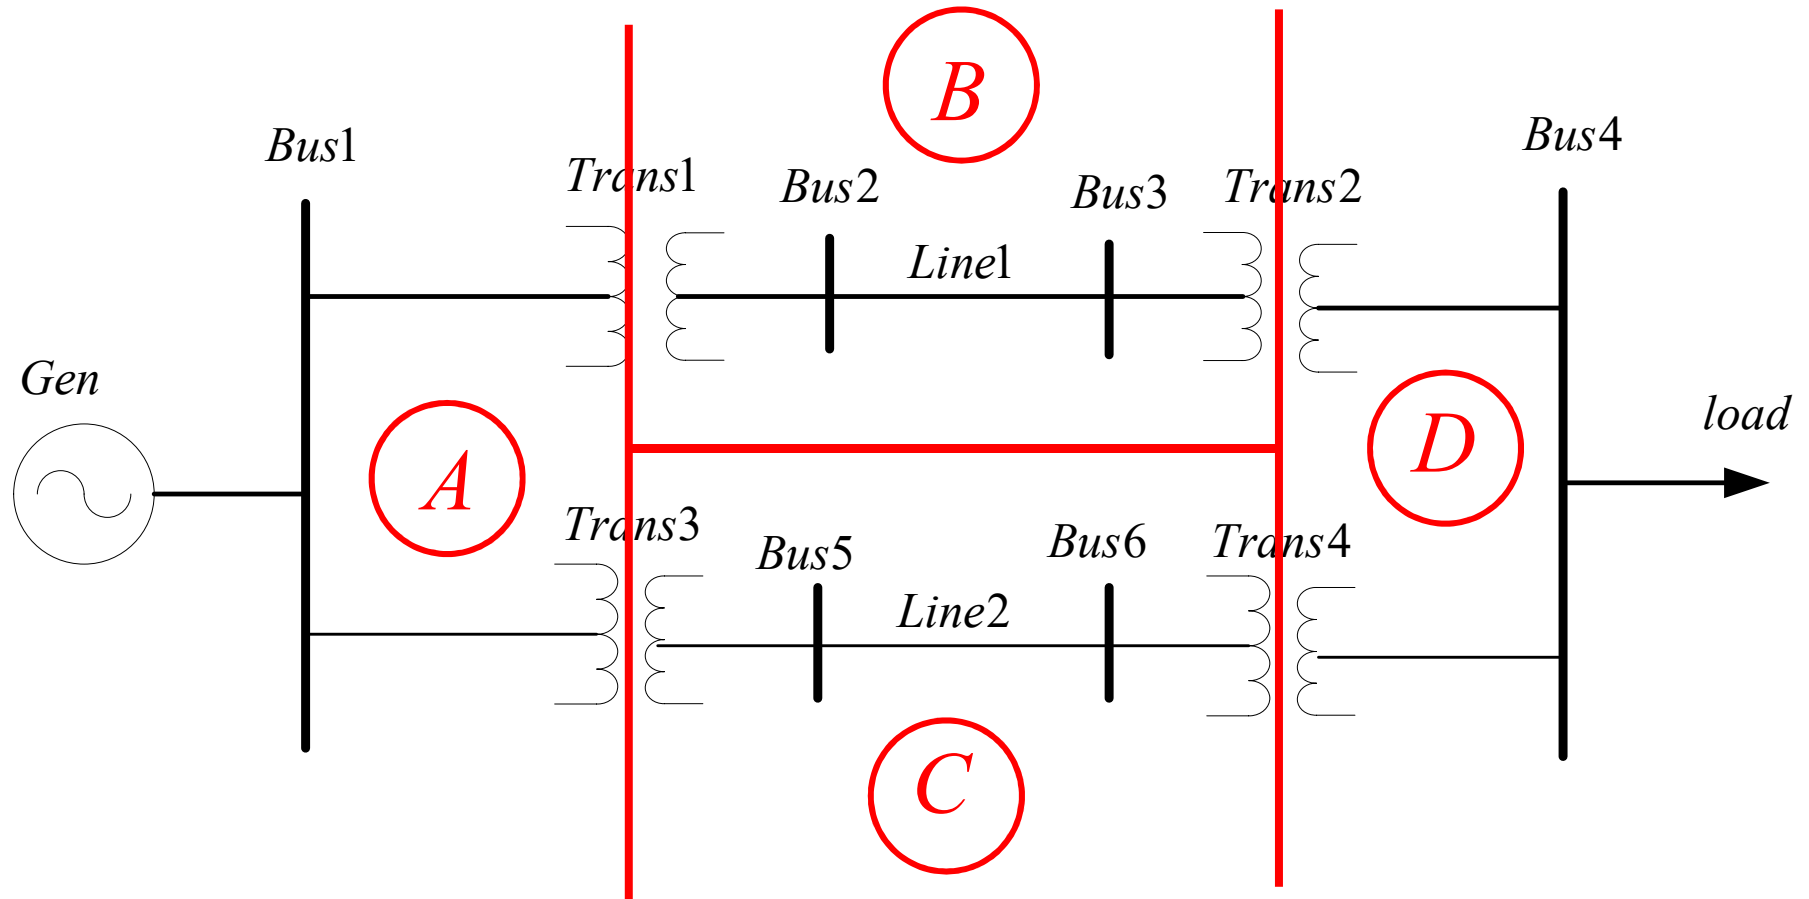 B
Bus1
Bus4
Trans1
Bus2
Bus3
Trans2
Line1
Gen
A
D
load
Trans3
Bus5
Bus6
Trans4
Line2
C